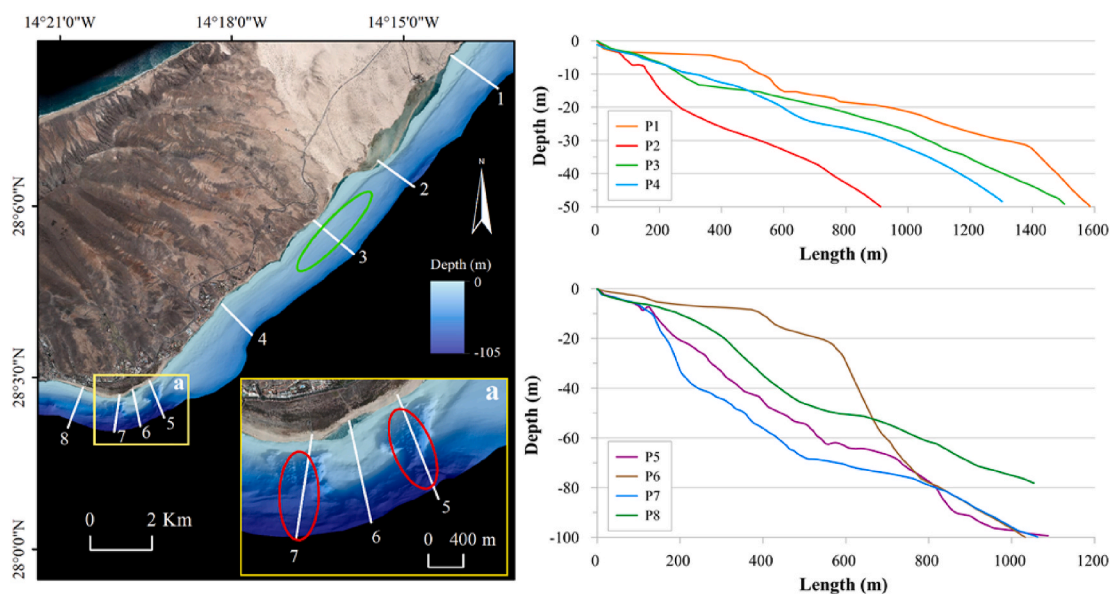 14°21'0"W
14°18'0"W
14°15'0"W
28°6'0"N
28°3'0"N
28°0'0"N
1
2
3
4
5
6
7
8
N
Depth (m)
0
-105
a
0 2 Km
a
5
6
7
0 400 m
Depth (m)
0
-10
-20
-30
-40
-50
P1
P2
P3
P4
0 200 400 600 800 1000 1200 1400 1600
Length (m)
Depth (m)
0
-20
-40
-60
-80
-100
P5
P6
P7
P8
0 200 400 600 800 1000 1200
Length (m)